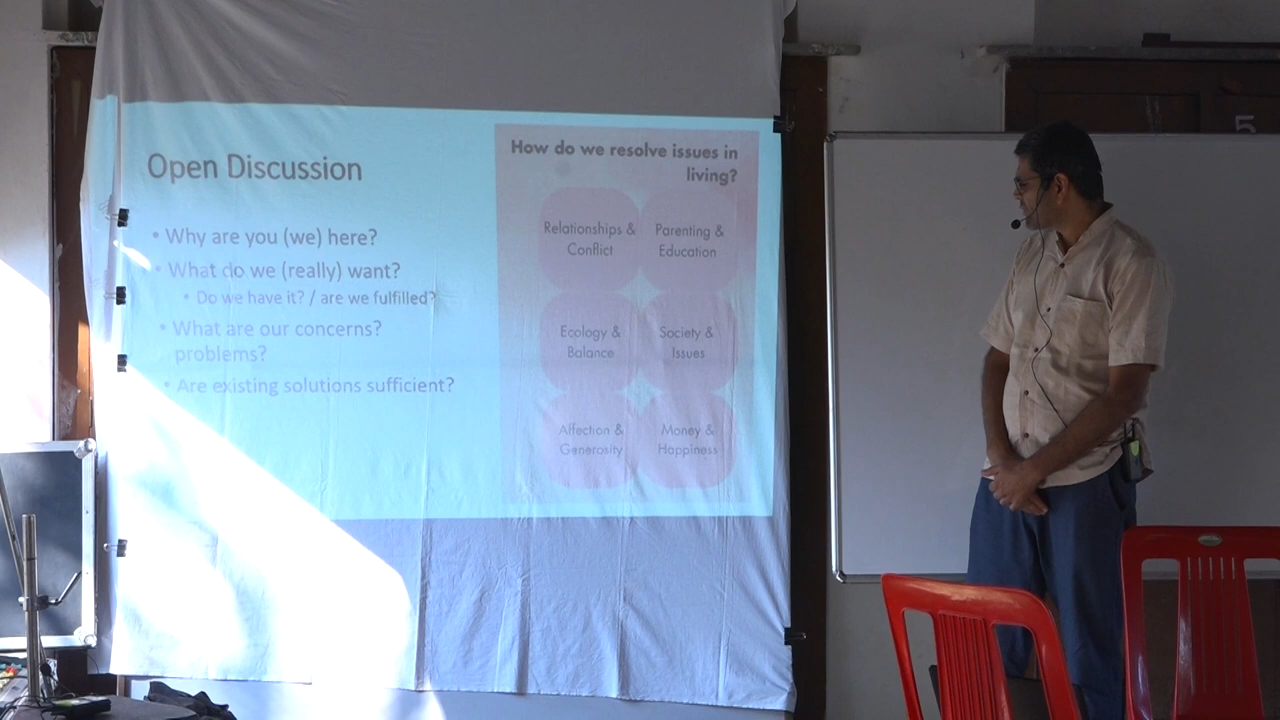 Open Discussion
• Why are you (we) here?
• What do we (really) want?
• Do we have it? / are we fulfilled?
• What are our concerns?
problems?
• Are existing solutions sufficient?
How do we resolve issues in
living?
Relationships &
Conflict
Parenting &
Education
Ecology &
Balance
Society &
Issues
Affection &
Generosity
Money &
Happiness
5